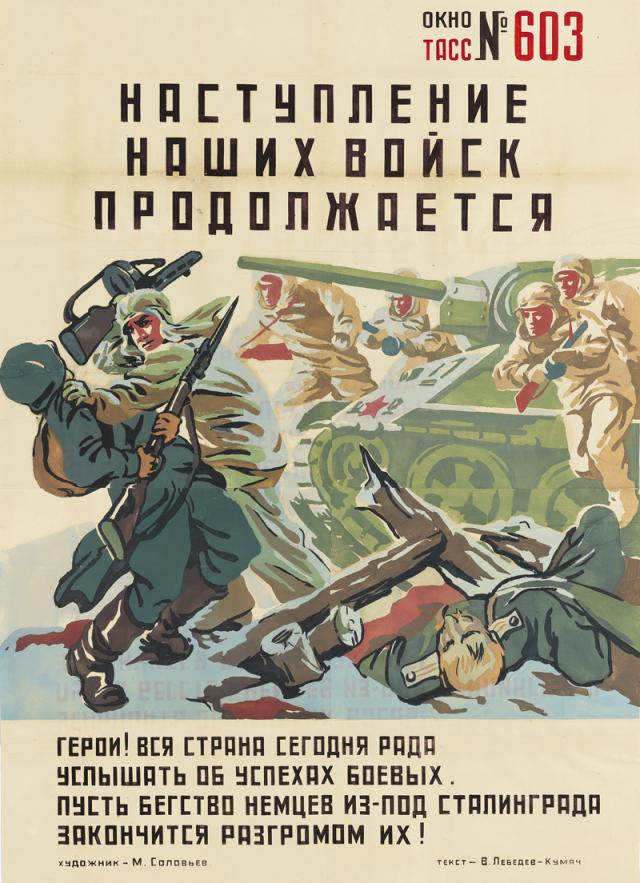 ОКНО
ТАСС № 603
НАСТУПЛЕНИЕ
НАШИХ ВОЙСК
ПРОДОЛЖАЕТСЯ
ГЕРОИ! ВСЯ СТРАНА СЕГОДНЯ РАДА
УСЛЫШАТЬ ОБ УСПЕХАХ БОЕВЫХ.
ПУСТЬ БЕГСТВО НЕМЦЕВ ИЗ-ПОД СТАЛИНГРАДА
ЗАКОНЧИТСЯ РАЗГРОМОМ ИХ!
ХУДОЖНИК - М. СОЛОВЬЕВ
ТЕКСТ - В. ЛЕБЕДЕВ-КУМАЧ